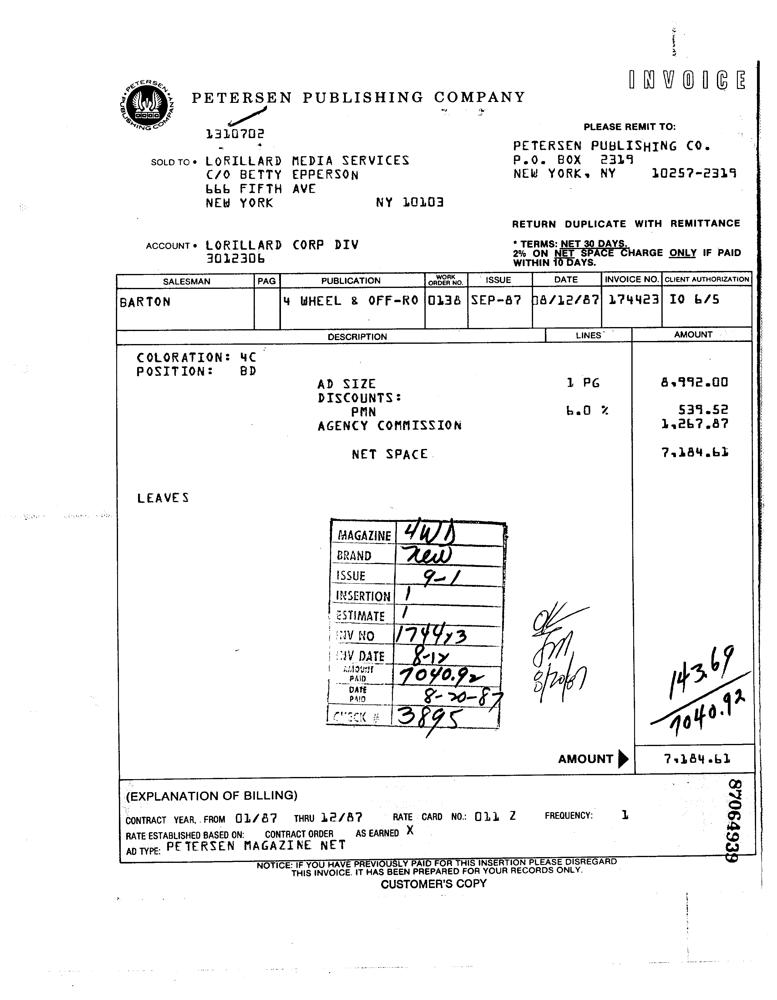 INVOICE
PETERSEN PUBLISHING COMPANY
PETERSEN PUBLISHING COMPANY
1310702
SOLD TO • LORILLARD MEDIA SERVICES
C/O BETTY EPPERSON
666 FIFTH AVE
NEW YORK NY 10103
PLEASE REMIT TO:
PETERSEN PUBLISHING CO.
P.O. BOX 2319
NEW YORK, NY 10257-2319
RETURN DUPLICATE WITH REMITTANCE
ACCOUNT • LORILLARD CORP DIV
3012306
* TERMS: NET 30 DAYS.
2% ON NET SPACE CHARGE ONLY IF PAID
WITHIN 10 DAYS.
SALESMAN PAG PUBLICATION WORK ORDER NO. ISSUE DATE INVOICE NO. CLIENT AUTHORIZATION
BARTON 4 WHEEL & OFF-RO 0138 SEP-87 08/12/87 174423 IO 6/5
DESCRIPTION LINES AMOUNT
COLORATION: 4C
POSITION: BD
AD SIZE 1 PG 8,992.00
DISCOUNTS:
PMN 6.0 % 539.52
AGENCY COMMISSION 1,267.87
NET SPACE 7,184.61
LEAVES
MAGAZINE 4WD
BRAND New
ISSUE 9-1
INSERTION 1
ESTIMATE 1
INV NO 174423
INV DATE 8-12
AMOUNT PAID 7040.92
DATE PAID 8-20-87
CHECK # 3895
OK
8/20/87
143.69
7040.92
AMOUNT 7,184.61
(EXPLANATION OF BILLING)
CONTRACT YEAR, FROM 01/87 THRU 12/87 RATE CARD NO.: 011 Z FREQUENCY: 1
RATE ESTABLISHED BASED ON: CONTRACT ORDER AS EARNED X
AD TYPE: PETERSEN MAGAZINE NET
87064939
NOTICE: IF YOU HAVE PREVIOUSLY PAID FOR THIS INSERTION PLEASE DISREGARD
THIS INVOICE. IT HAS BEEN PREPARED FOR YOUR RECORDS ONLY.
CUSTOMER'S COPY